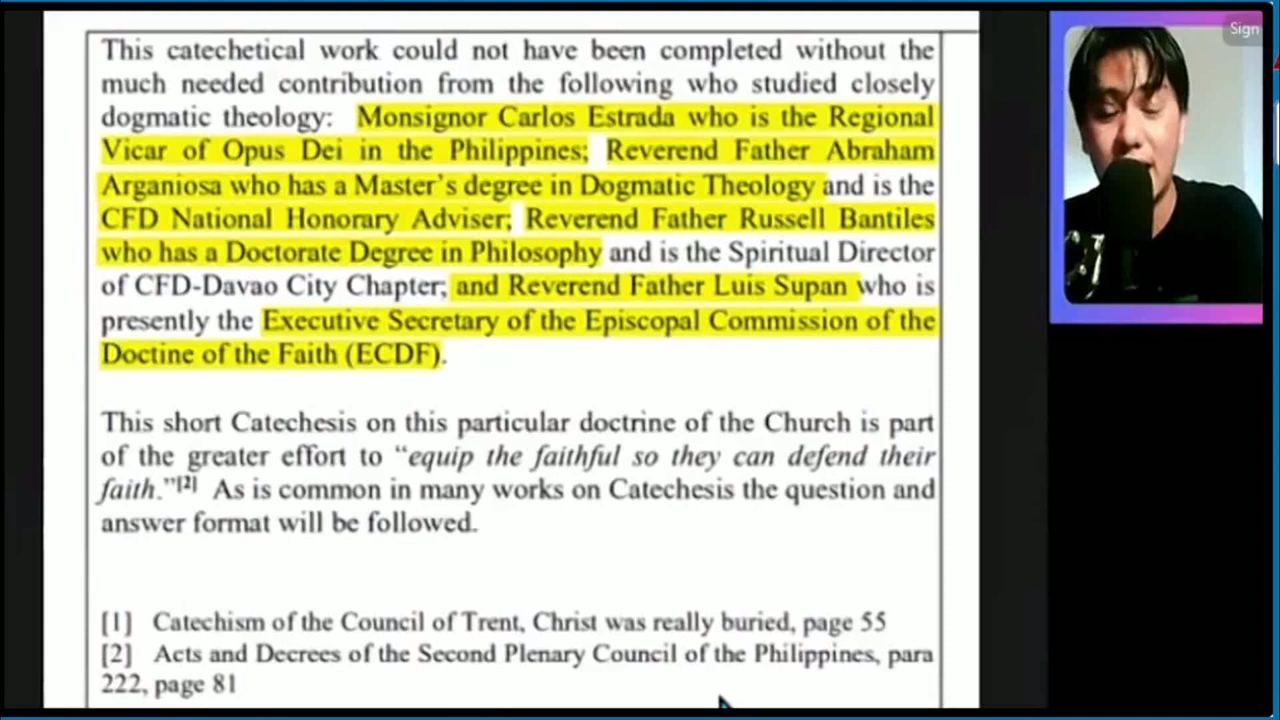 This catechetical work could not have been completed without the
much needed contribution from the following who studied closely
dogmatic theology: Monsignor Carlos Estrada who is the Regional
Vicar of Opus Dei in the Philippines; Reverend Father Abraham
Arganiosa who has a Master's degree in Dogmatic Theology and is the
CFD National Honorary Adviser; Reverend Father Russell Bantiles
who has a Doctorate Degree in Philosophy and is the Spiritual Director
of CFD-Davao City Chapter; and Reverend Father Luis Supan who is
presently the Executive Secretary of the Episcopal Commission of the
Doctine of the Faith (ECDF).
This short Catechesis on this particular doctrine of the Church is part
of the greater effort to "equip the faithful so they can defend their
faith."[2] As is common in many works on Catechesis the question and
answer format will be followed.
[1] Catechism of the Council of Trent, Christ was really buried, page 55
[2] Acts and Decrees of the Second Plenary Council of the Philippines, para
222, page 81
Sign